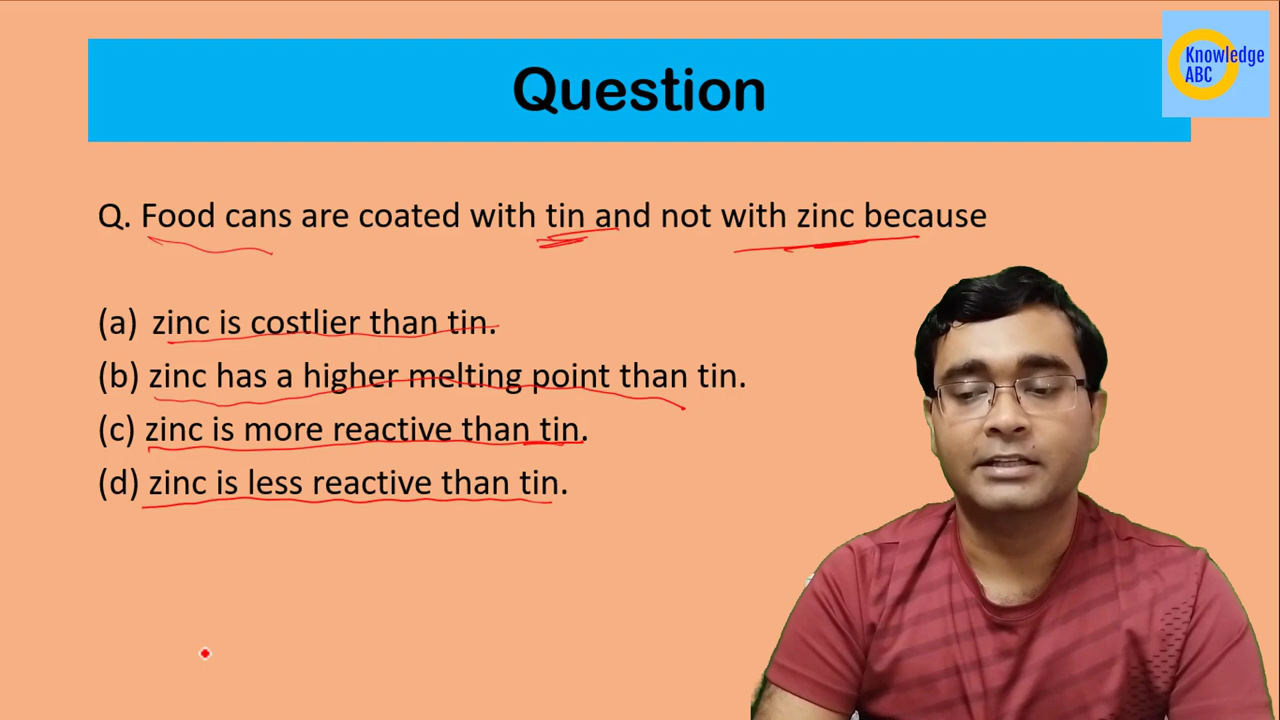 Question
Knowledge
ABC
Q. Food cans are coated with tin and not with zinc because
(a) zinc is costlier than tin.
(b) zinc has a higher melting point than tin.
(c) zinc is more reactive than tin.
(d) zinc is less reactive than tin.